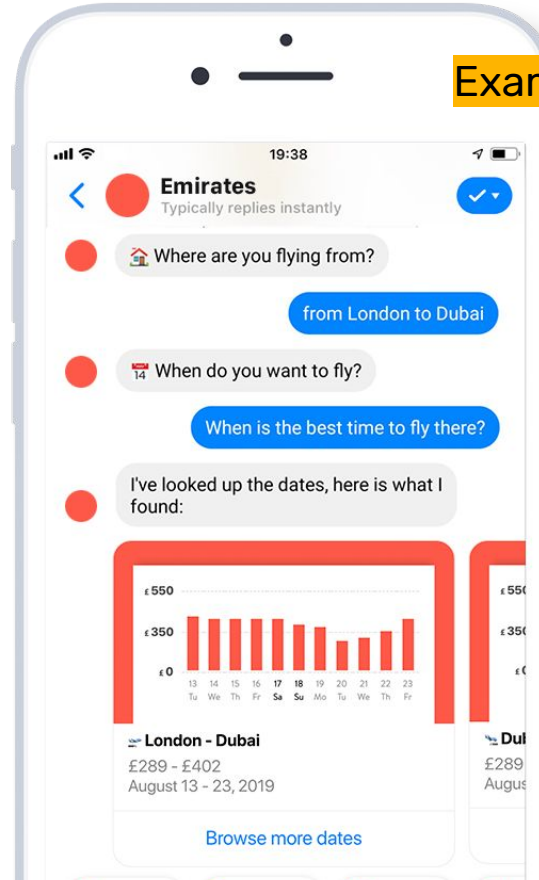 Exam
19:38
Emirates
Typically replies instantly
Where are you flying from?
from London to Dubai
When do you want to fly?
When is the best time to fly there?
I've looked up the dates, here is what I
found:
£550
£350
£0
13 14 15 16 17 18 19 20 21 22 23
Tu We Th Fr Sa Su Mo Tu We Th Fr
London - Dubai
£289 - £402
August 13 - 23, 2019
Browse more dates
£550
£350
£0
Dub
£289
Augus